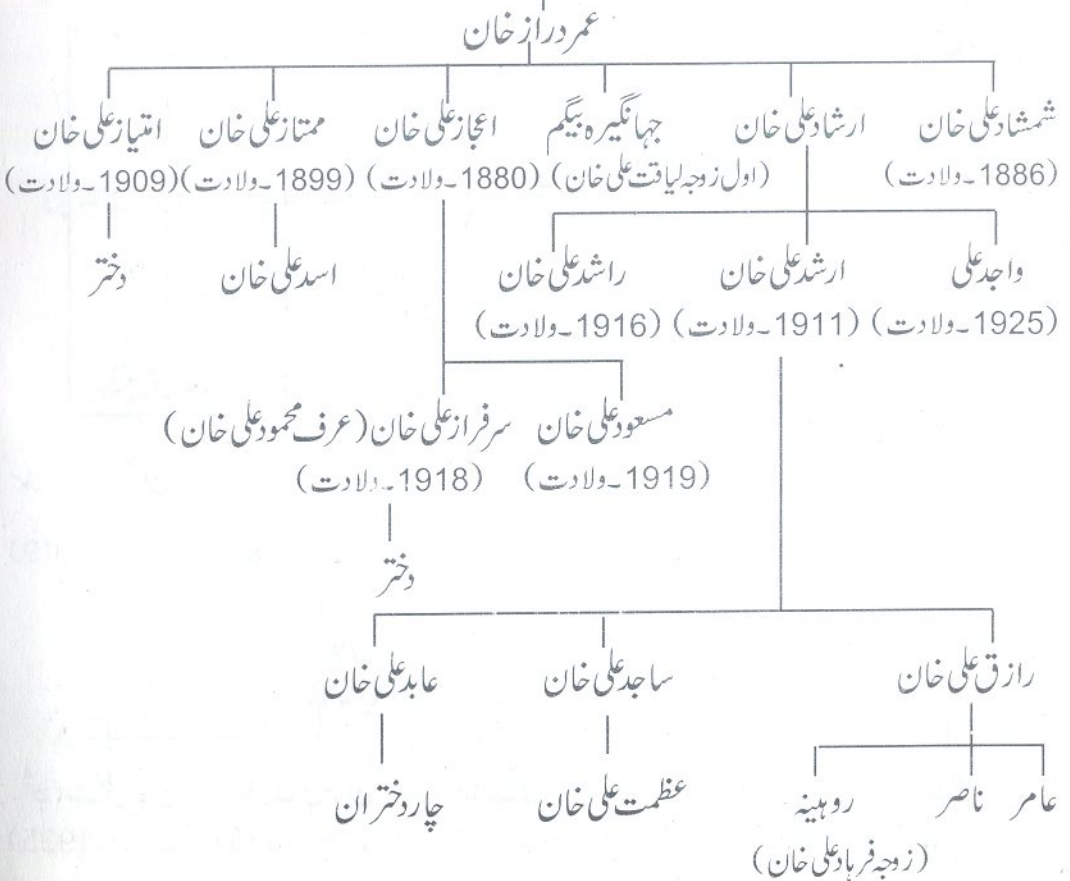 عمر دراز خان
شمشاد علی خان ارشاد علی خان جہانگیرہ بیگم اعجاز علی خان ممتاز علی خان امتیاز علی خان
(1886۔ولادت) (اول زوجہ لیاقت علی خان) (1880۔ولادت) (1899۔ولادت) (1909۔ولادت)
واجد علی ارشد علی خان راشد علی خان اسد علی خان دختر
(1925۔ولادت) (1911۔ولادت) (1916۔ولادت)
مسعود علی خان سرفراز علی خان (عرف محمود علی خان)
(1919۔ولادت) (1918۔ولادت)
دختر
رازق علی خان ساجد علی خان عابد علی خان
عامر ناصر روہینہ عظمت علی خان چار دختران
(زوجہ فرہاد علی خان)